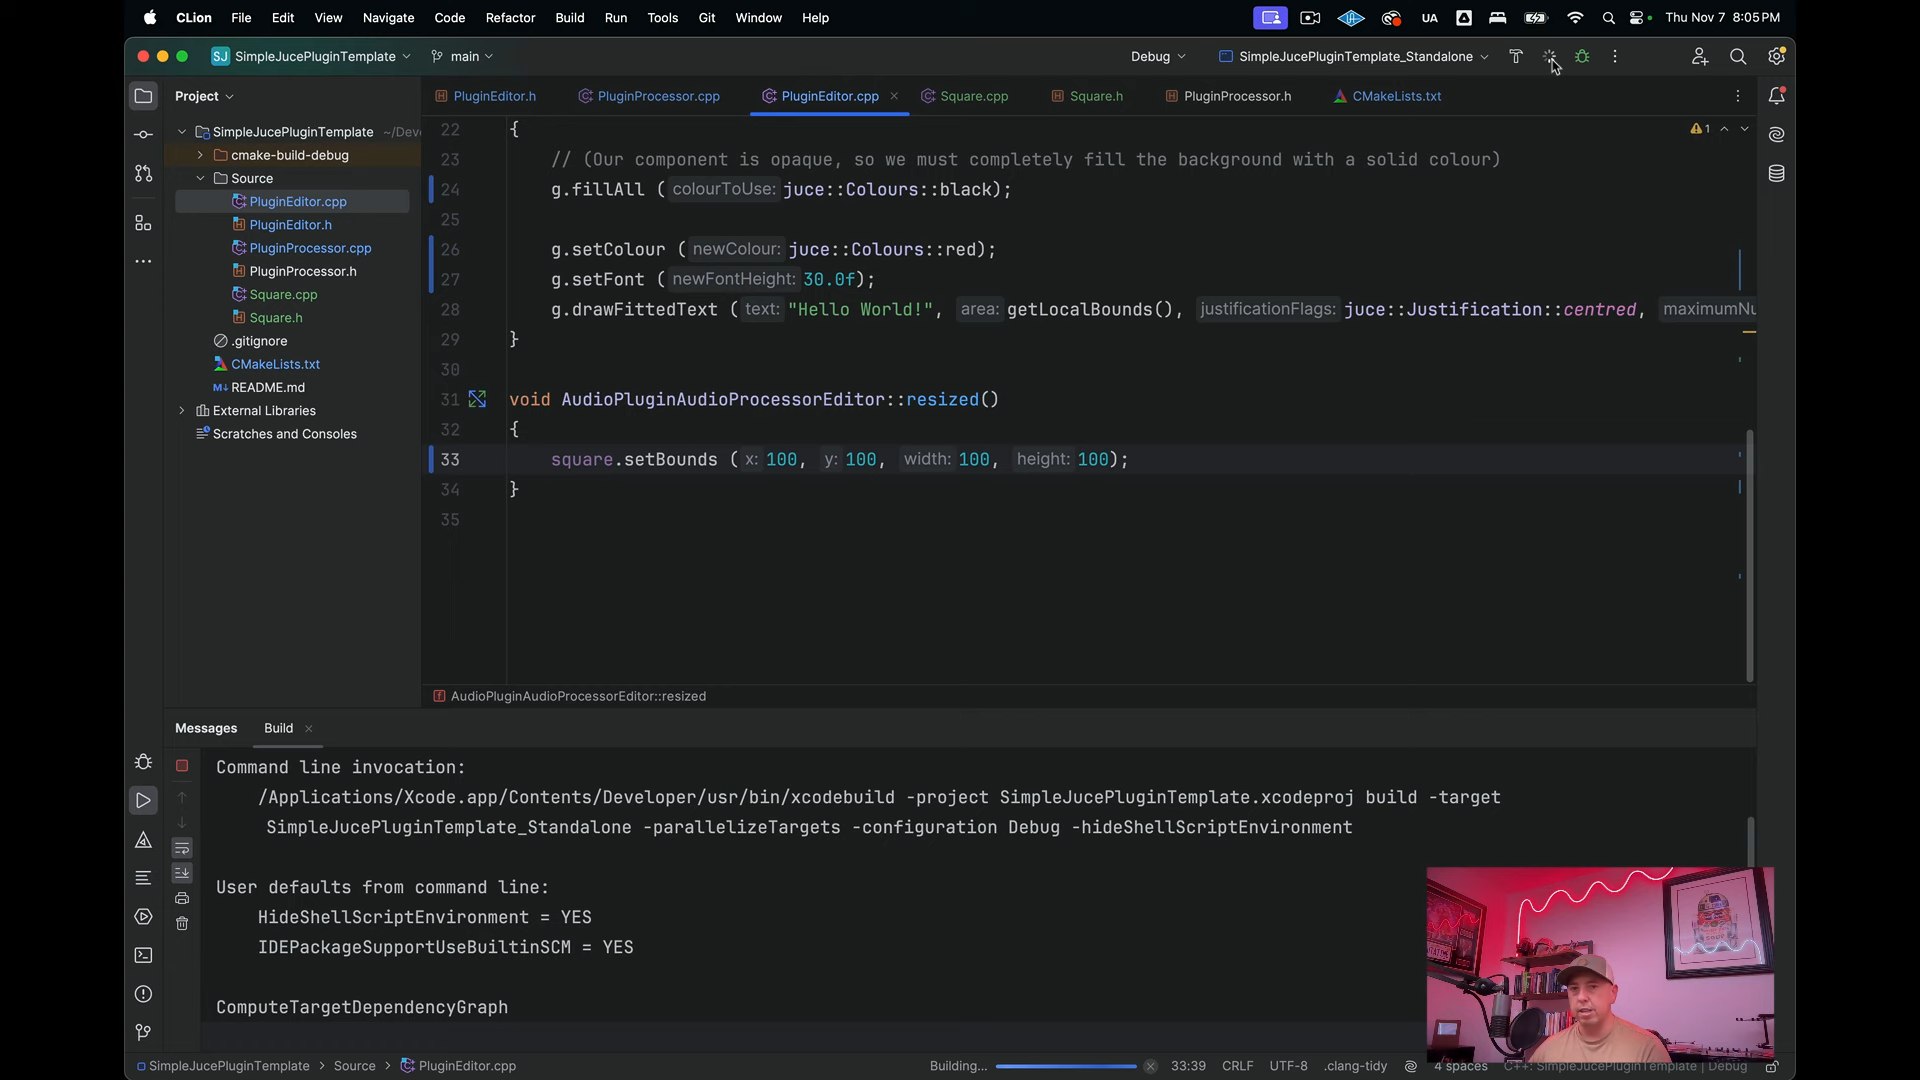 CLion File Edit View Navigate Code Refactor Build Run Tools Git Window Help UA Thu Nov 7 8:05 PM
SJ SimpleJucePluginTemplate main Debug SimpleJucePluginTemplate_Standalone
Project
PluginEditor.h PluginProcessor.cpp PluginEditor.cpp Square.cpp Square.h PluginProcessor.h CMakeLists.txt
SimpleJucePluginTemplate ~/Deve
cmake-build-debug
Source
PluginEditor.cpp
PluginEditor.h
PluginProcessor.cpp
PluginProcessor.h
Square.cpp
Square.h
.gitignore
CMakeLists.txt
README.md
External Libraries
Scratches and Consoles
1
22 {
23 // (Our component is opaque, so we must completely fill the background with a solid colour)
24 g.fillAll (colourToUse: juce::Colours::black);
25
26 g.setColour (newColour: juce::Colours::red);
27 g.setFont (newFontHeight: 30.0f);
28 g.drawFittedText (text: "Hello World!", area: getLocalBounds(), justificationFlags: juce::Justification::centred, maximumNu
29 }
30
31 void AudioPluginAudioProcessorEditor::resized()
32 {
33 square.setBounds (x: 100, y: 100, width: 100, height: 100);
34 }
35
AudioPluginAudioProcessorEditor::resized
Messages Build
Command line invocation:
/Applications/Xcode.app/Contents/Developer/usr/bin/xcodebuild -project SimpleJucePluginTemplate.xcodeproj build -target
SimpleJucePluginTemplate_Standalone -parallelizeTargets -configuration Debug -hideShellScriptEnvironment
User defaults from command line:
HideShellScriptEnvironment = YES
IDEPackageSupportUseBuiltinSCM = YES
ComputeTargetDependencyGraph
SimpleJucePluginTemplate Source PluginEditor.cpp Building... 33:39 CRLF UTF-8 .clang-tidy 4 spaces C++: SimpleJucePluginTemplate | Debug